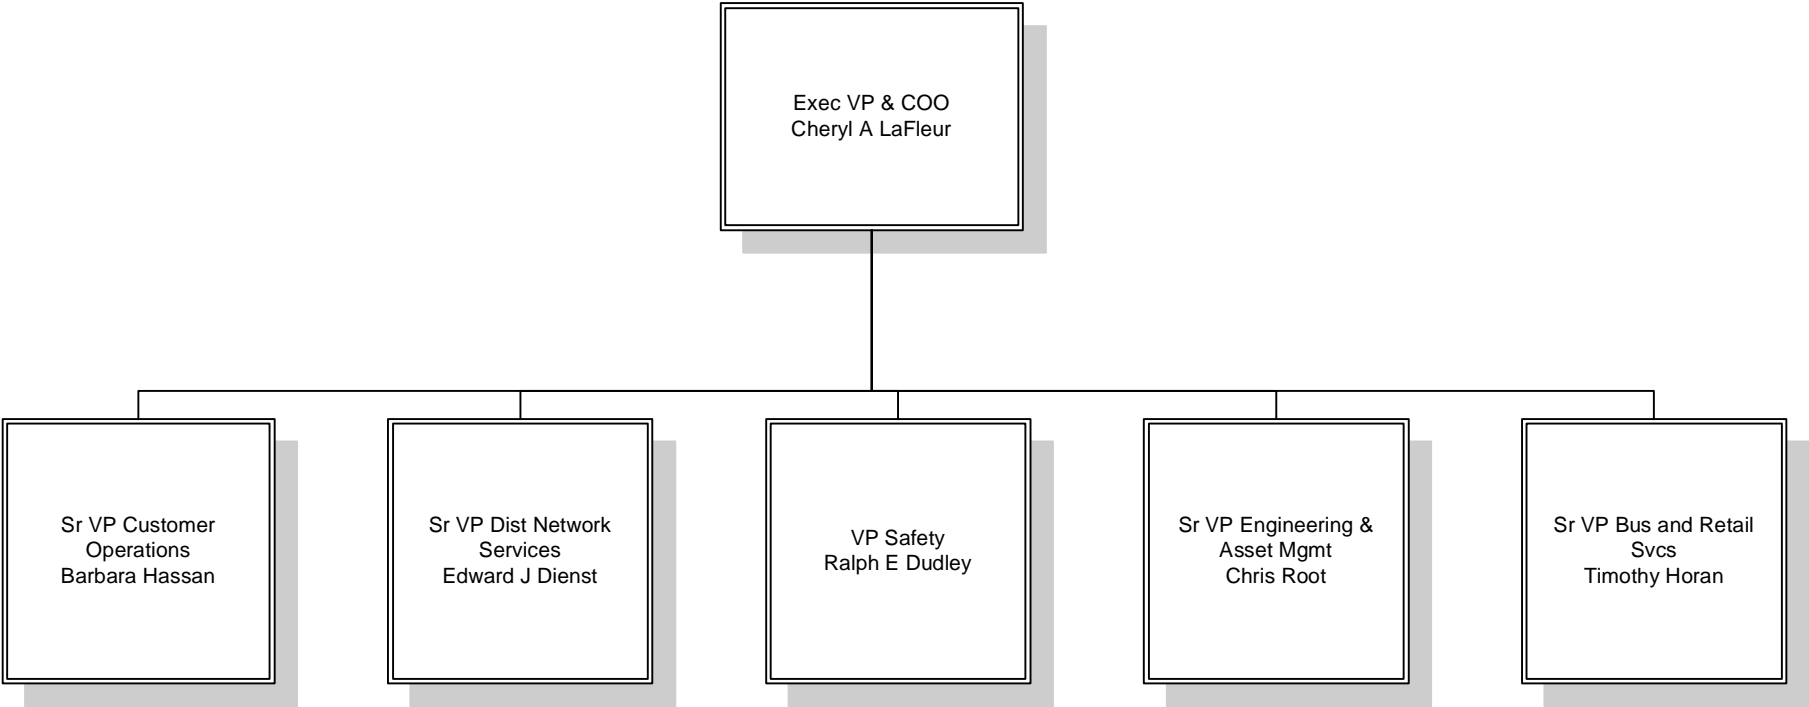 Exec VP & COO
Cheryl A LaFleur
Sr VP Customer
Operations
Barbara Hassan
Sr VP Dist Network
Services
Edward J Dienst
VP Safety
Ralph E Dudley
Sr VP Engineering &
Asset Mgmt
Chris Root
Sr VP Bus and Retail
Svcs
Timothy Horan